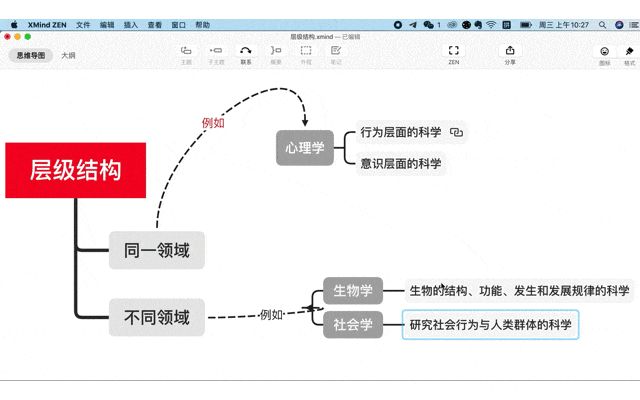 XMind ZEN 文件 编辑 插入 查看 窗口 帮助 1 周三 上午10:27
层级结构.xmind — 已编辑
思维导图 大纲 主题 子主题 联系 概要 外框 笔记 ZEN 分享 图标 格式
例如
行为层面的科学
心理学
意识层面的科学
层级结构
同一领域
生物学 生物的结构、功能、发生和发展规律的科学
不同领域 例如
社会学 研究社会行为与人类群体的科学